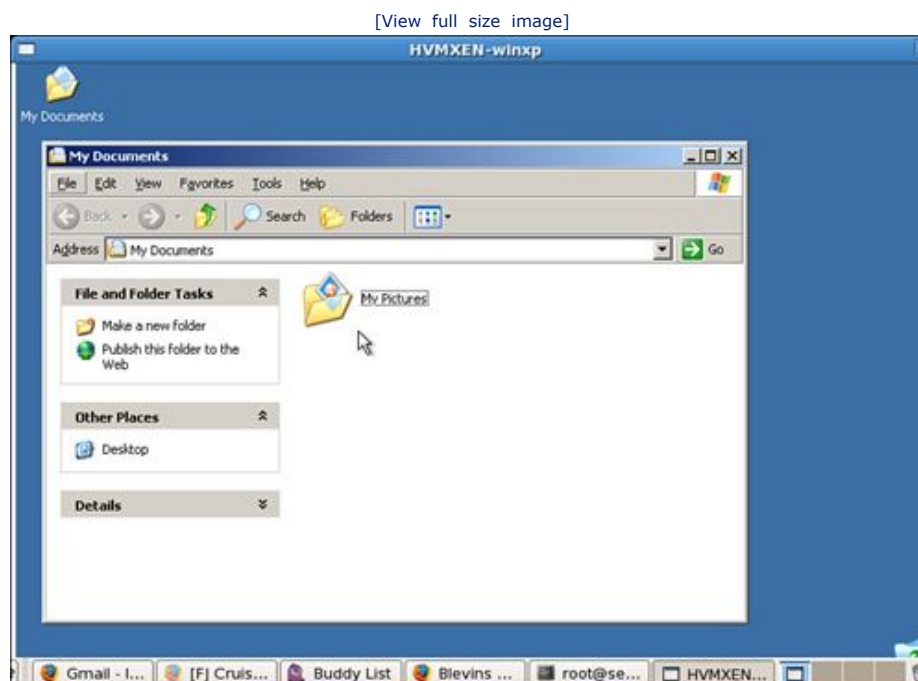 [View full size image]
HVMXEN-winxp
My Documents
My Documents
File Edit View Favorites Tools Help
Back Search Folders
Address My Documents Go
File and Folder Tasks
My Pictures
Make a new folder
Publish this folder to the
Web
Other Places
Desktop
Details
Gmail - I... [FJ Cruis... Buddy List Blevins ... root@se... HVMXEN...